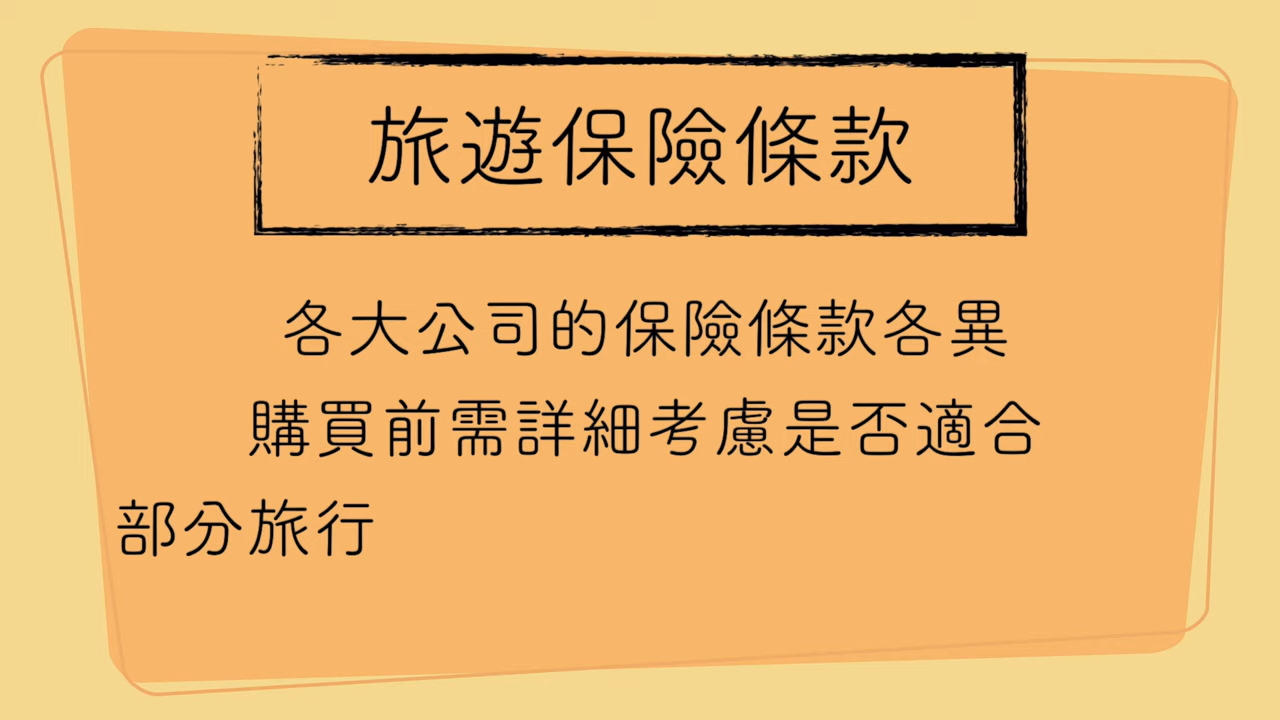 旅遊保險條款
各大公司的保險條款各異
購買前需詳細考慮是否適合
部分旅行